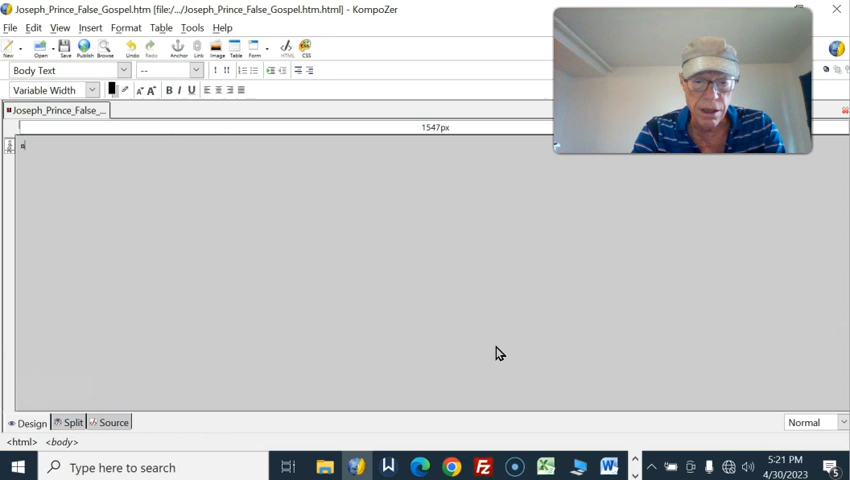 Joseph_Prince_False_Gospel.htm [file:/.../Joseph_Prince_False_Gospel.htm.html] - KompoZer
File Edit View Insert Format Table Tools Help
New Open Save Publish Browse Undo Redo Anchor Link Image Table Form HTML CSS
Body Text --
Variable Width A A B I U
Joseph_Prince_False_...
1547px
Design Split Source Normal
<html> <body>
Type here to search
5:21 PM
4/30/2023
5